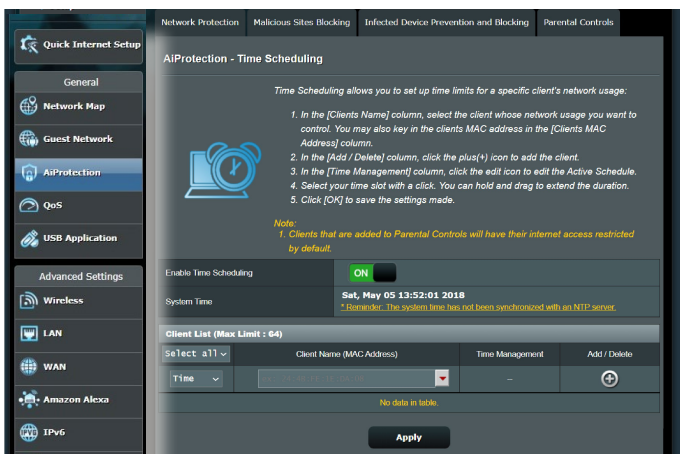 Network Protection
Malicious Sites Blocking
Infected Device Prevention and Blocking
Parental Controls
Quick Internet Setup
General
Network Map
Guest Network
AiProtection
QoS
USB Application
Advanced Settings
Wireless
LAN
WAN
Amazon Alexa
IPv6
AiProtection - Time Scheduling
Time Scheduling allows you to set up time limits for a specific client's network usage:
1. In the [Clients Name] column, select the client whose network usage you want to
control. You may also key in the clients MAC address in the [Clients MAC
Address] column.
2. In the [Add / Delete] column, click the plus(+) icon to add the client.
3. In the [Time Management] column, click the edit icon to edit the Active Schedule.
4. Select your time slot with a click. You can hold and drag to extend the duration.
5. Click [OK] to save the settings made.
Note:
1. Clients that are added to Parental Controls will have their internet access restricted
by default.
Enable Time Scheduling
ON
System Time
Sat, May 05 13:52:01 2018
* Reminder: The system time has not been synchronized with an NTP server.
Client List (Max Limit : 64)
Select all
Client Name (MAC Address)
Time Management
Add / Delete
Time
–
No data in table.
Apply